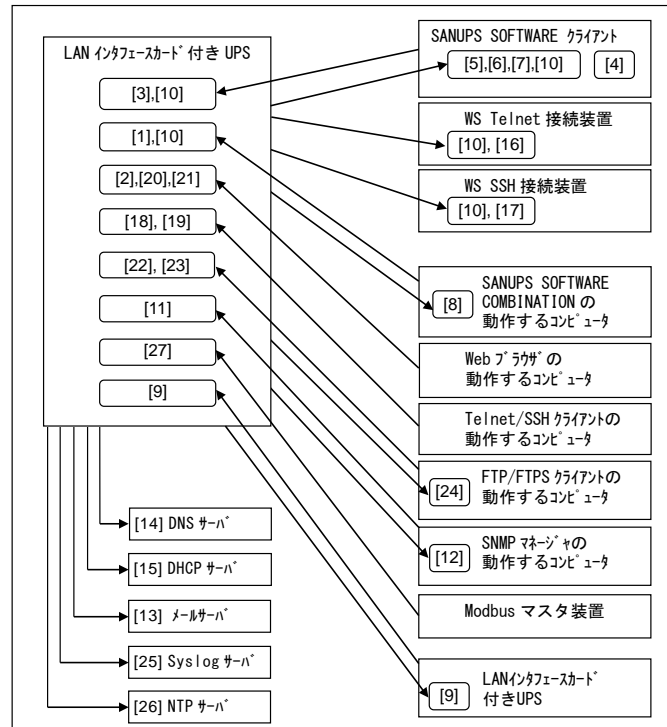 LAN ｲﾝﾀﾌｪｰｽｶｰﾄﾞ付き UPS
[3],[10]
[1],[10]
[2],[20],[21]
[18], [19]
[22], [23]
[11]
[27]
[9]
SANUPS SOFTWARE ｸﾗｲｱﾝﾄ
[5],[6],[7],[10]
[4]
WS Telnet 接続装置
[10], [16]
WS SSH 接続装置
[10], [17]
[8]
SANUPS SOFTWARE
COMBINATION の
動作するｺﾝﾋﾟｭｰﾀ
Web ﾌﾞﾗｳｻﾞの
動作するｺﾝﾋﾟｭｰﾀ
Telnet/SSH ｸﾗｲｱﾝﾄの
動作するｺﾝﾋﾟｭｰﾀ
[24]
FTP/FTPS ｸﾗｲｱﾝﾄの
動作するｺﾝﾋﾟｭｰﾀ
[12]
SNMP ﾏﾈｰｼﾞｬの
動作するｺﾝﾋﾟｭｰﾀ
Modbus マスタ装置
[9]
LANｲﾝﾀﾌｪｰｽｶｰﾄﾞ
付きUPS
[14] DNS ｻｰﾊﾞ
[15] DHCP ｻｰﾊﾞ
[13] ﾒｰﾙｻｰﾊﾞ
[25] Syslog ｻｰﾊﾞ
[26] NTP ｻｰﾊﾞ